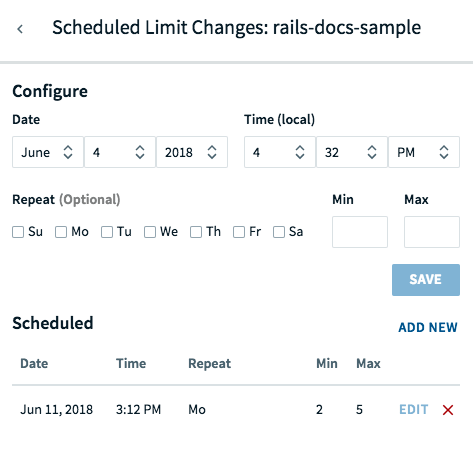 Scheduled Limit Changes: rails-docs-sample
Configure
Date Time (local)
June 4 2018 4 32 PM
Repeat (Optional) Min Max
Su Mo Tu We Th Fr Sa
SAVE
Scheduled ADD NEW
Date Time Repeat Min Max
Jun 11, 2018 3:12 PM Mo 2 5 EDIT